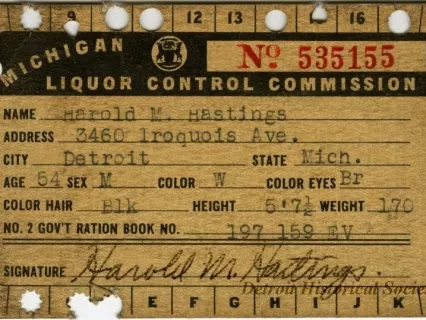 9 12 13 14 16
MICHIGAN
No. 535155
LIQUOR CONTROL COMMISSION
NAME Harold M. Hastings
ADDRESS 3460 Iroquois Ave.
CITY Detroit STATE Mich.
AGE 54 SEX M COLOR W COLOR EYES Br
COLOR HAIR Blk HEIGHT 5'7½ WEIGHT 170
NO. 2 GOV'T RATION BOOK NO. 197 159 EV
SIGNATURE Harold M. Hastings.
Detroit Historical Socie
E F G H I J K